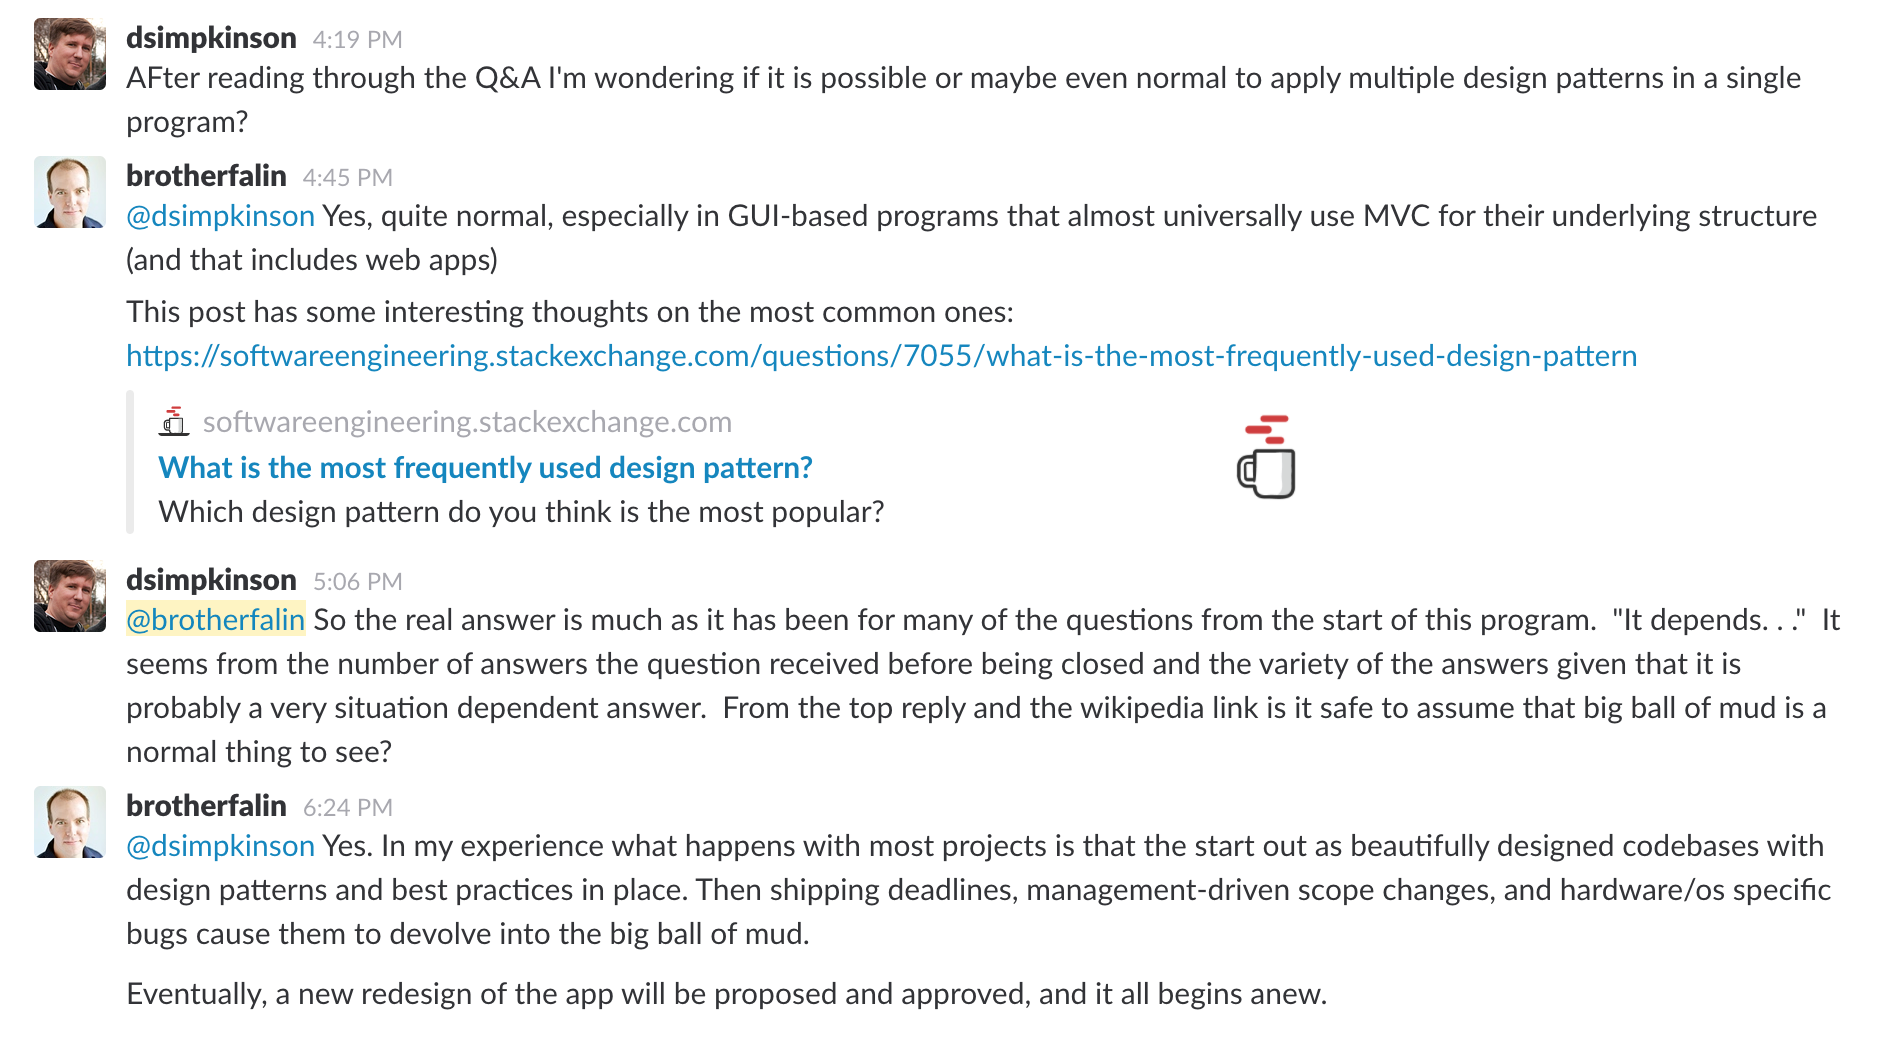 dsimpkinson 4:19 PM
AFter reading through the Q&A I'm wondering if it is possible or maybe even normal to apply multiple design patterns in a single
program?
brotherfalin 4:45 PM
@dsimpkinson Yes, quite normal, especially in GUI-based programs that almost universally use MVC for their underlying structure
(and that includes web apps)
This post has some interesting thoughts on the most common ones:
https://softwareengineering.stackexchange.com/questions/7055/what-is-the-most-frequently-used-design-pattern
softwareengineering.stackexchange.com
What is the most frequently used design pattern?
Which design pattern do you think is the most popular?
dsimpkinson 5:06 PM
@brotherfalin So the real answer is much as it has been for many of the questions from the start of this program.  "It depends. . ."  It
seems from the number of answers the question received before being closed and the variety of the answers given that it is
probably a very situation dependent answer.  From the top reply and the wikipedia link is it safe to assume that big ball of mud is a
normal thing to see?
brotherfalin 6:24 PM
@dsimpkinson Yes. In my experience what happens with most projects is that the start out as beautifully designed codebases with
design patterns and best practices in place. Then shipping deadlines, management-driven scope changes, and hardware/os specific
bugs cause them to devolve into the big ball of mud.
Eventually, a new redesign of the app will be proposed and approved, and it all begins anew.